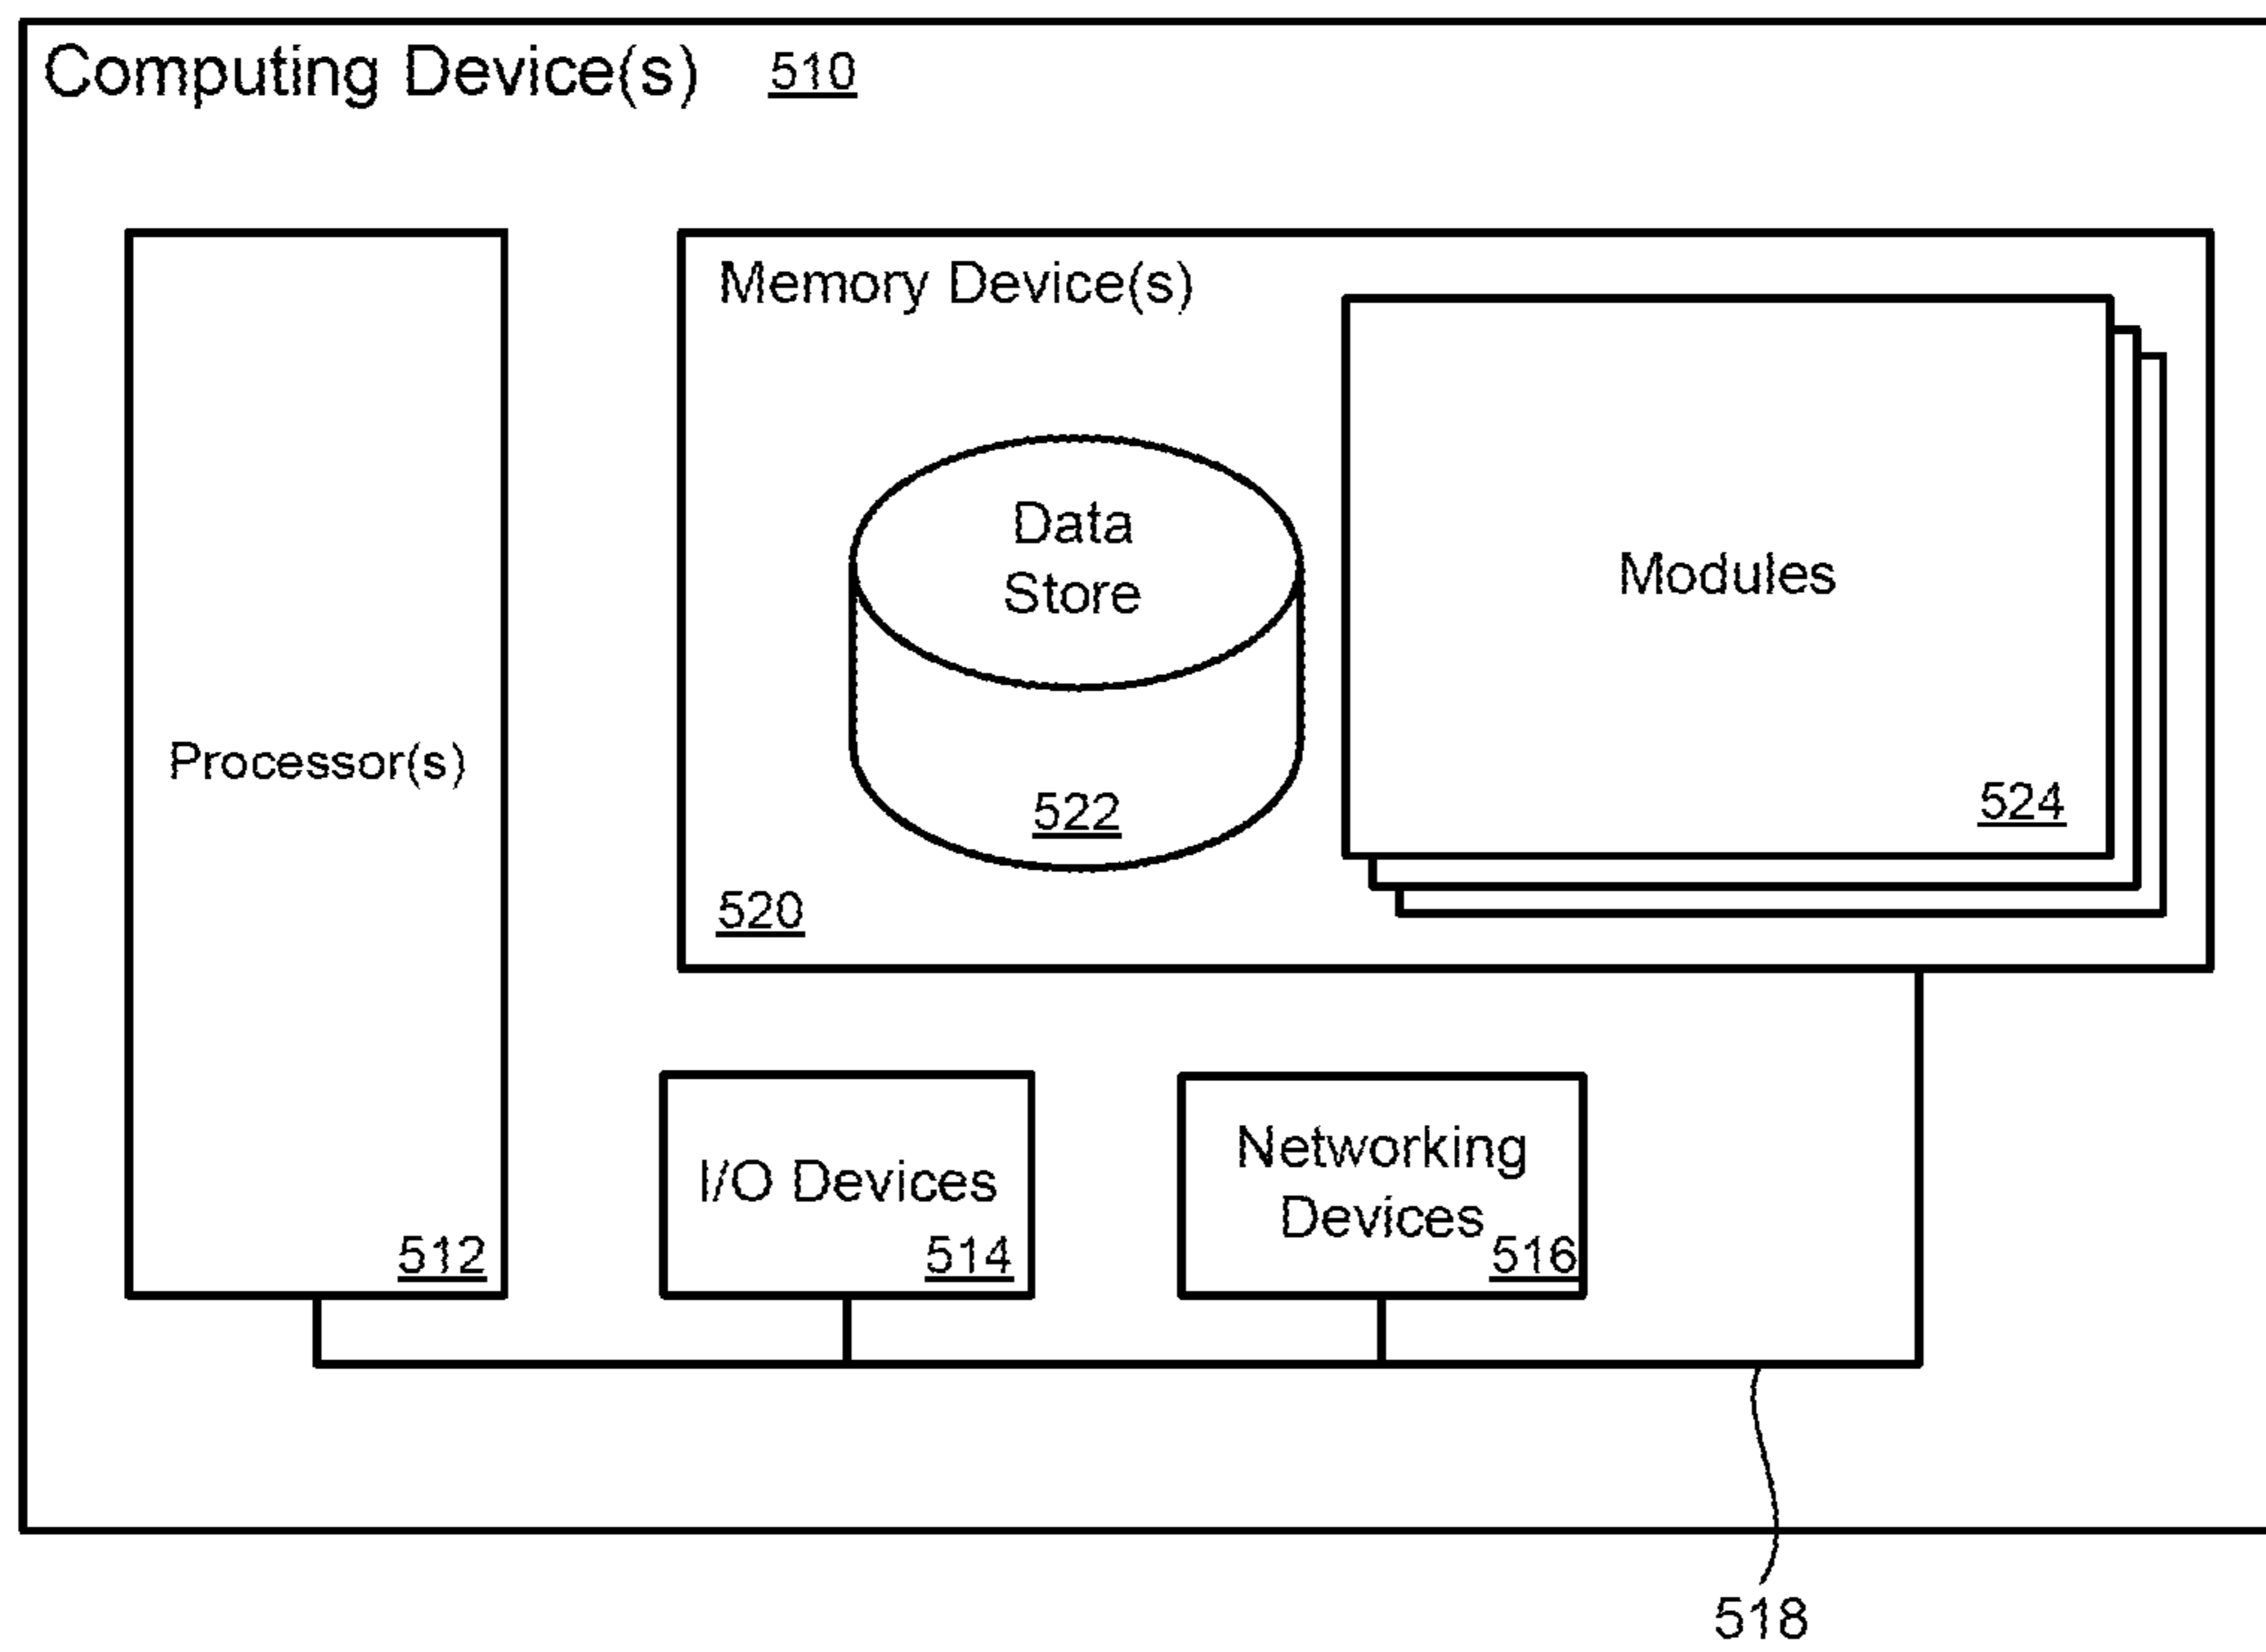 Computing Device(s) 510
Memory Device(s)
Data
Store
Modules
Processor(s)
522
524
520
Networking
I/O Devices
Devices
512
514
516
518